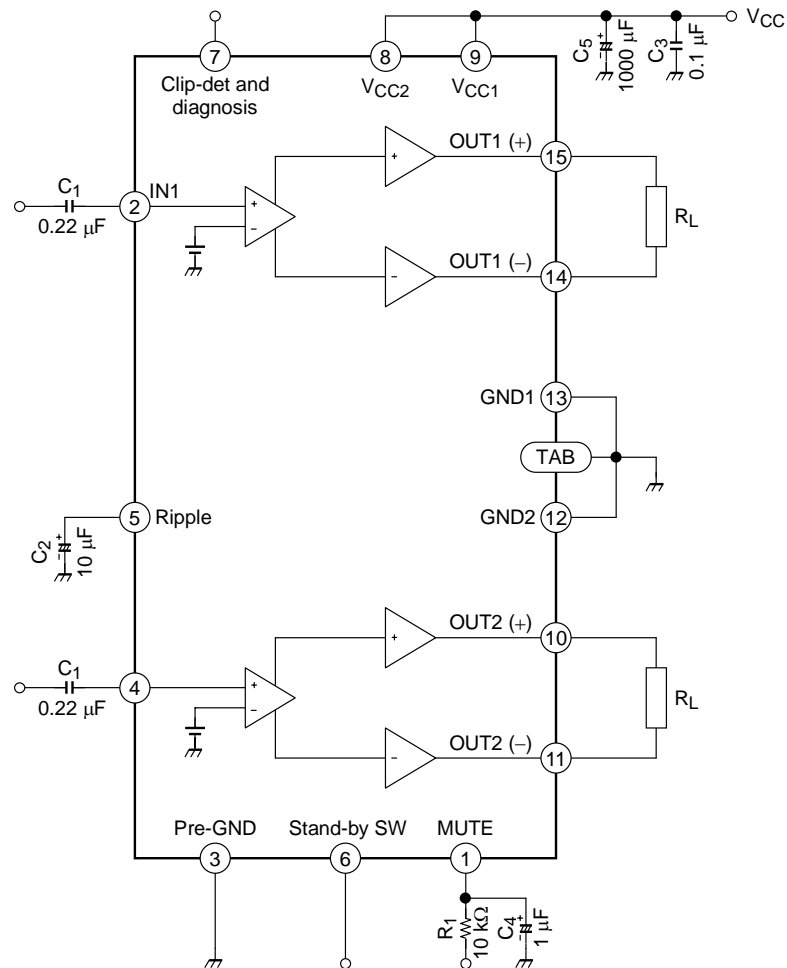 VCC
C5
1000 μF
C3
0.1 μF
7
8
9
Clip-det and
diagnosis
VCC2
VCC1
OUT1 (+)
15
C1
0.22 μF
2
IN1
+
+
−
RL
−
OUT1 (−)
14
GND1
13
TAB
GND2
12
5
Ripple
C2
10 μF
+
OUT2 (+)
10
C1
0.22 μF
4
+
−
RL
−
OUT2 (−)
11
Pre-GND
Stand-by SW
MUTE
3
6
1
R1
10 kΩ
C4
1 μF